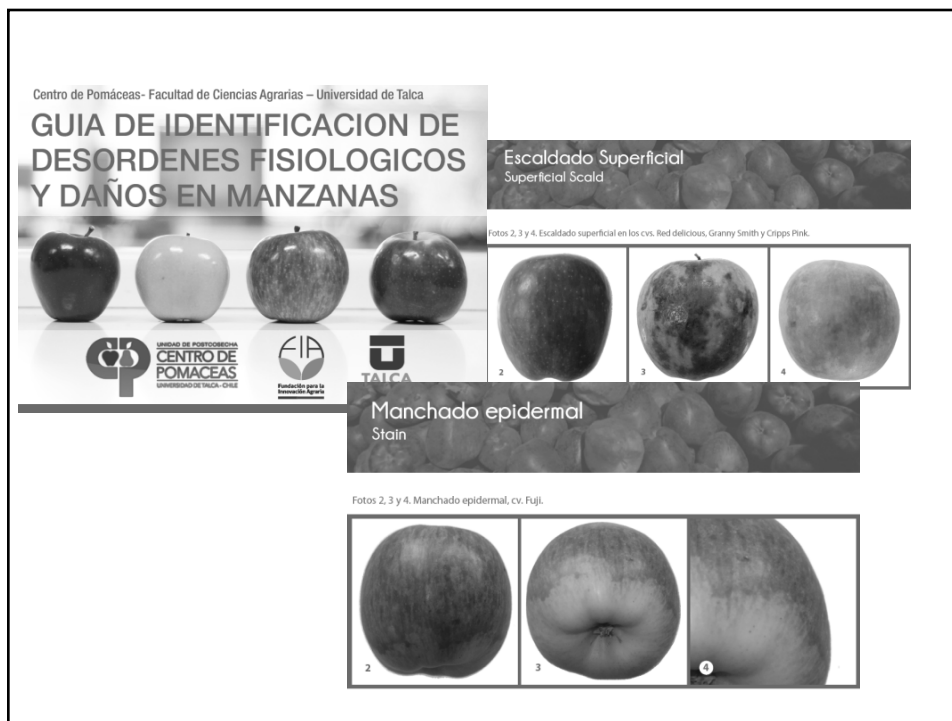 Centro de Pomáceas- Facultad de Ciencias Agrarias – Universidad de Talca
GUIA DE IDENTIFICACION DE
DESORDENES FISIOLOGICOS
Y DAÑOS EN MANZANAS
UNIDAD DE POSTCOSECHA
CENTRO DE
POMACEAS
UNIVERSIDAD DE TALCA - CHILE
FIA
Fundación para la
Innovación Agraria
TALCA
Escaldado Superficial
Superficial Scald
Fotos 2, 3 y 4. Escaldado superficial en los cvs. Red delicious, Granny Smith y Cripps Pink.
2
3
4
Manchado epidermal
Stain
Fotos 2, 3 y 4. Manchado epidermal, cv. Fuji.
2
3
4